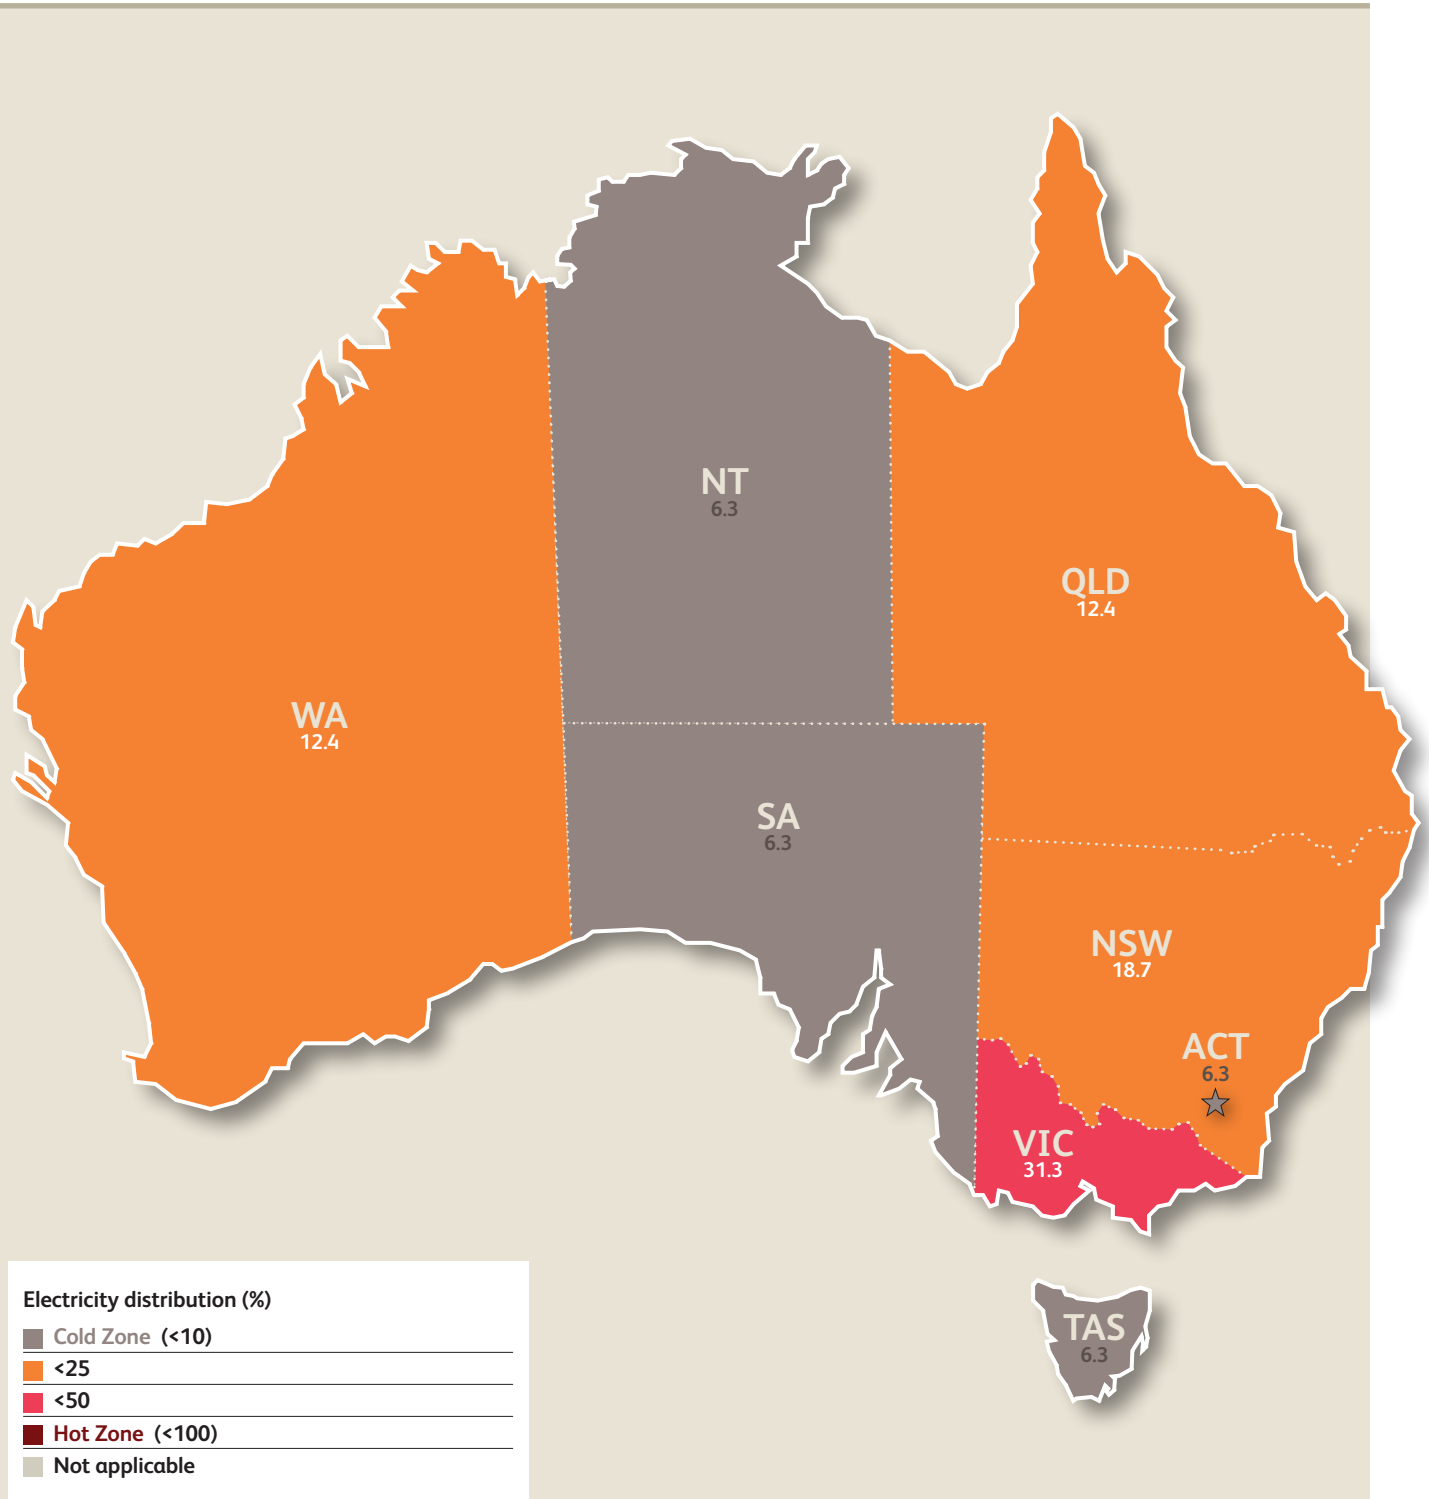 NT
6.3
QLD
12.4
WA
12.4
SA
6.3
NSW
18.7
ACT
6.3
VIC
31.3
TAS
6.3
Electricity distribution (%)
Cold Zone (<10)
<25
<50
Hot Zone (<100)
Not applicable